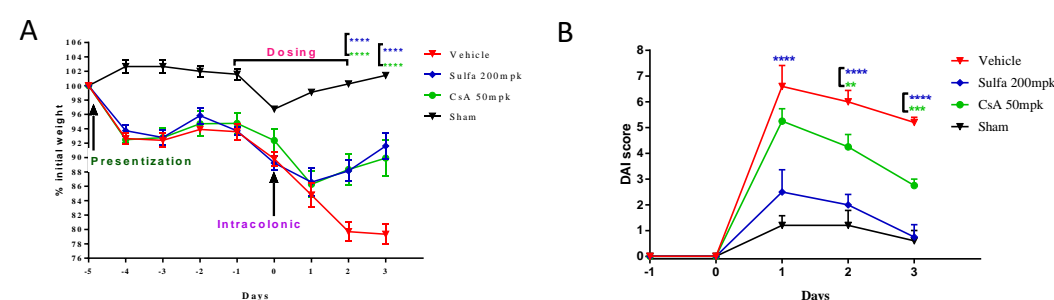 A
% initial weight
106
104
102
100
98
96
94
92
90
88
86
84
82
80
78
76
-5
-4
-3
-2
-1
0
1
2
3
Days
Presentization
Dosing
Intracolonic
****
****
****
****
Vehicle
Sulfa 200mpk
CsA 50mpk
Sham
B
DAI score
8
7
6
5
4
3
2
1
0
-1
0
1
2
3
Days
****
****
**
****
***
Vehicle
Sulfa 200mpk
CsA 50mpk
Sham